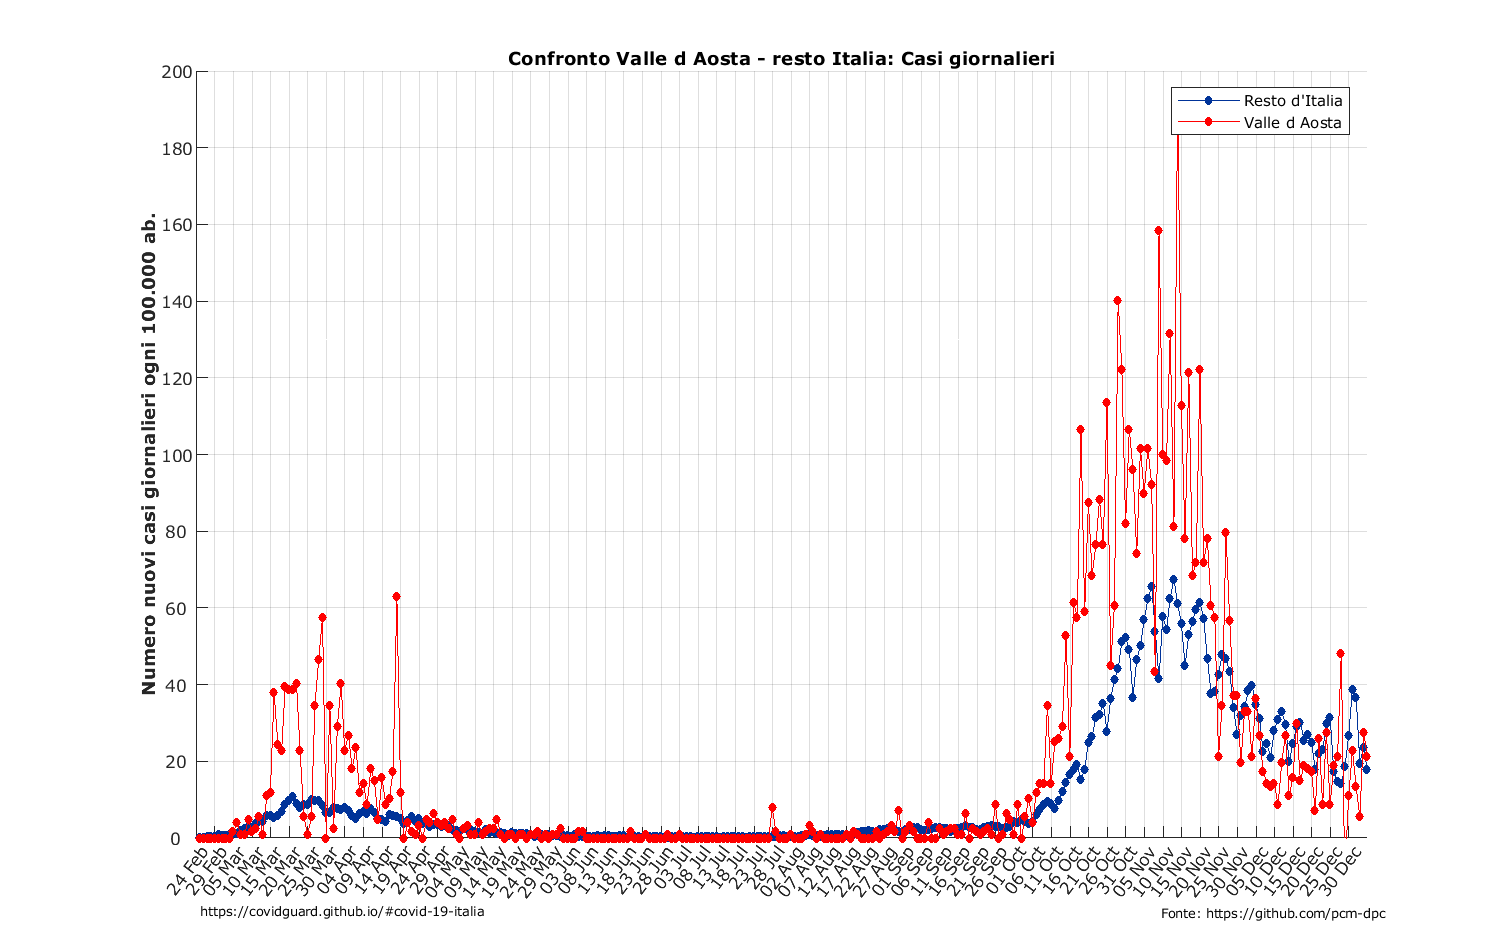 Confronto Valle d Aosta - resto Italia: Casi giornalieri
Resto d'Italia
Valle d Aosta
Numero nuovi casi giornalieri ogni 100.000 ab.
200
180
160
140
120
100
80
60
40
20
0
24 Feb
29 Feb
05 Mar
10 Mar
15 Mar
20 Mar
25 Mar
30 Mar
04 Apr
09 Apr
14 Apr
19 Apr
24 Apr
29 Apr
04 May
09 May
14 May
19 May
24 May
29 May
03 Jun
08 Jun
13 Jun
18 Jun
23 Jun
28 Jun
03 Jul
08 Jul
13 Jul
18 Jul
23 Jul
28 Jul
02 Aug
07 Aug
12 Aug
17 Aug
22 Aug
27 Aug
01 Sep
06 Sep
11 Sep
16 Sep
21 Sep
26 Sep
01 Oct
06 Oct
11 Oct
16 Oct
21 Oct
26 Oct
31 Oct
05 Nov
10 Nov
15 Nov
20 Nov
25 Nov
30 Nov
05 Dec
10 Dec
15 Dec
20 Dec
25 Dec
30 Dec
https://covidguard.github.io/#covid-19-italia
Fonte: https://github.com/pcm-dpc